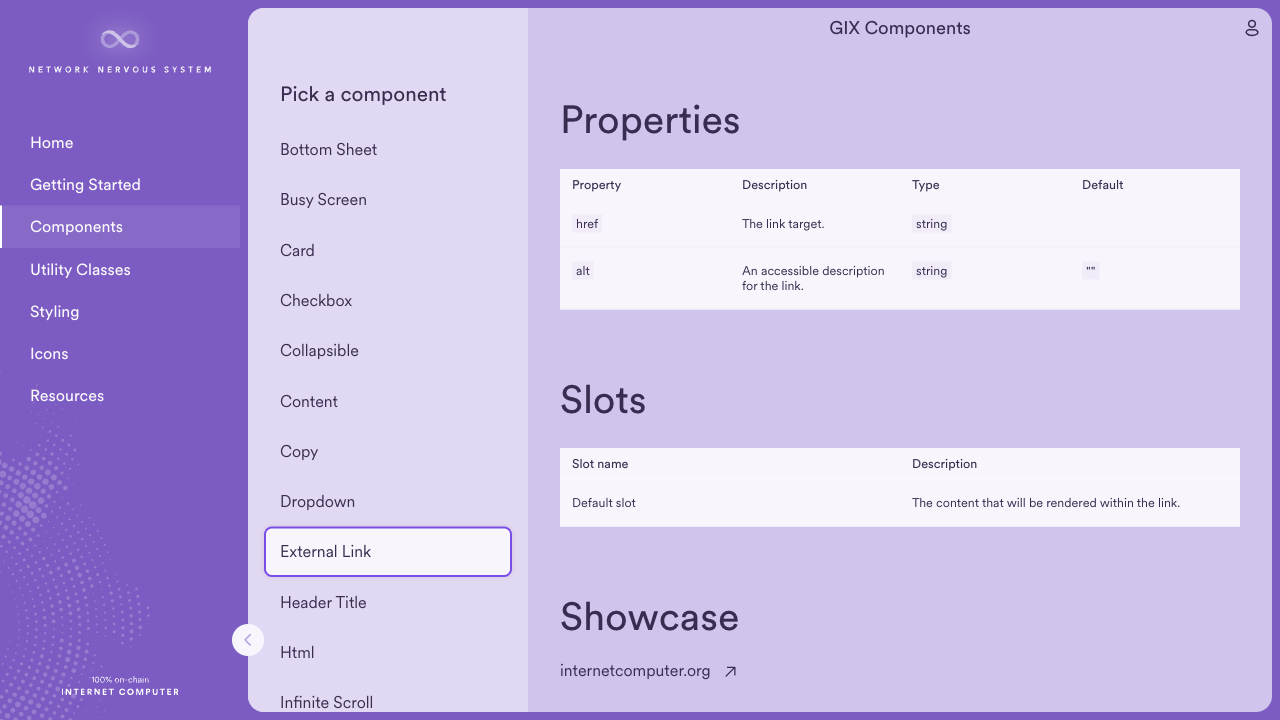 NETWORK NERVOUS SYSTEM
Home
Getting Started
Components
Utility Classes
Styling
Icons
Resources
100% on-chain
INTERNET COMPUTER
Pick a component
Bottom Sheet
Busy Screen
Card
Checkbox
Collapsible
Content
Copy
Dropdown
External Link
Header Title
Html
Infinite Scroll
GIX Components
Properties
Property Description Type Default
href The link target. string
alt An accessible description string ""
for the link.
Slots
Slot name Description
Default slot The content that will be rendered within the link.
Showcase
internetcomputer.org